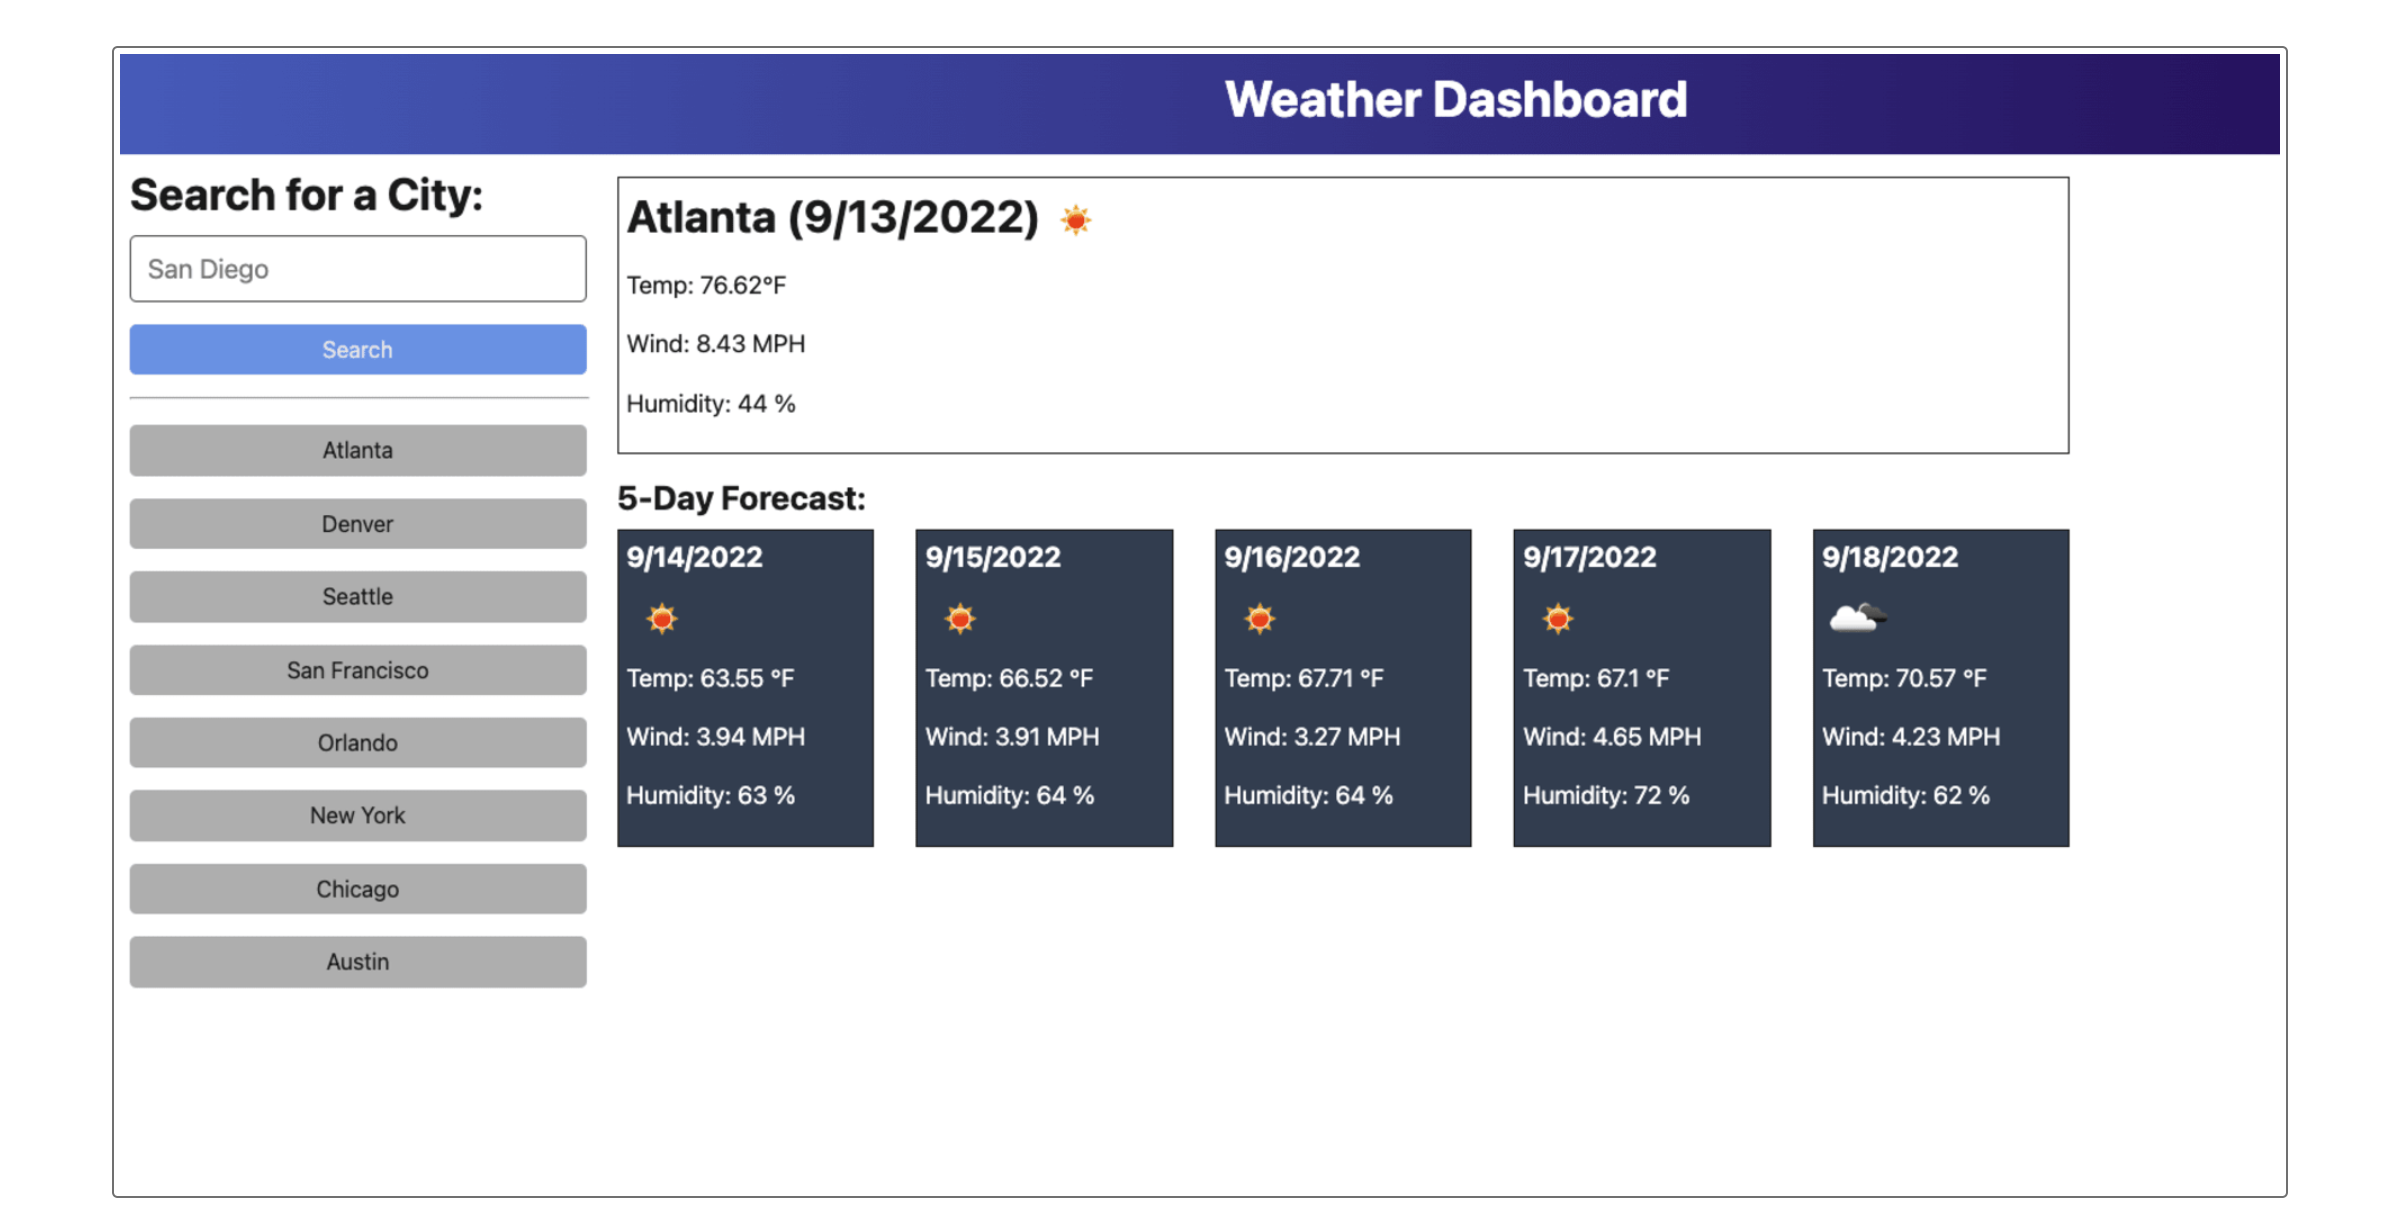 Weather Dashboard
Search for a City:
San Diego
Search
Atlanta
Denver
Seattle
San Francisco
Orlando
New York
Chicago
Austin
Atlanta (9/13/2022)
Temp: 76.62°F
Wind: 8.43 MPH
Humidity: 44 %
5-Day Forecast:
9/14/2022
Temp: 63.55 °F
Wind: 3.94 MPH
Humidity: 63 %
9/15/2022
Temp: 66.52 °F
Wind: 3.91 MPH
Humidity: 64 %
9/16/2022
Temp: 67.71 °F
Wind: 3.27 MPH
Humidity: 64 %
9/17/2022
Temp: 67.1 °F
Wind: 4.65 MPH
Humidity: 72 %
9/18/2022
Temp: 70.57 °F
Wind: 4.23 MPH
Humidity: 62 %